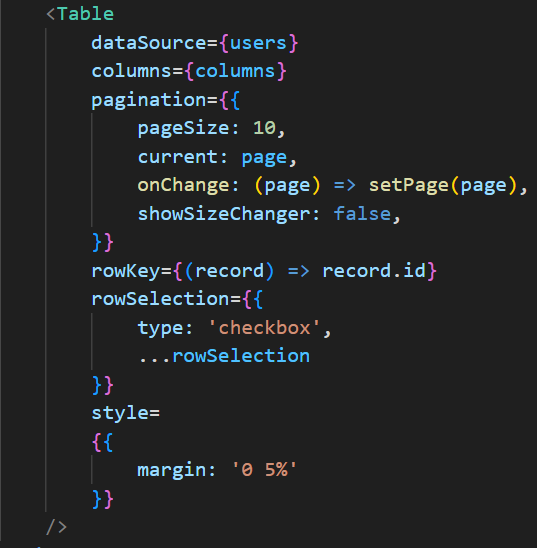 <Table
dataSource={users}
columns={columns}
pagination={{
pageSize: 10,
current: page,
onChange: (page) => setPage(page),
showSizeChanger: false,
}}
rowKey={(record) => record.id}
rowSelection={{
type: 'checkbox',
...rowSelection
}}
style=
{{
margin: '0 5%'
}}
/>